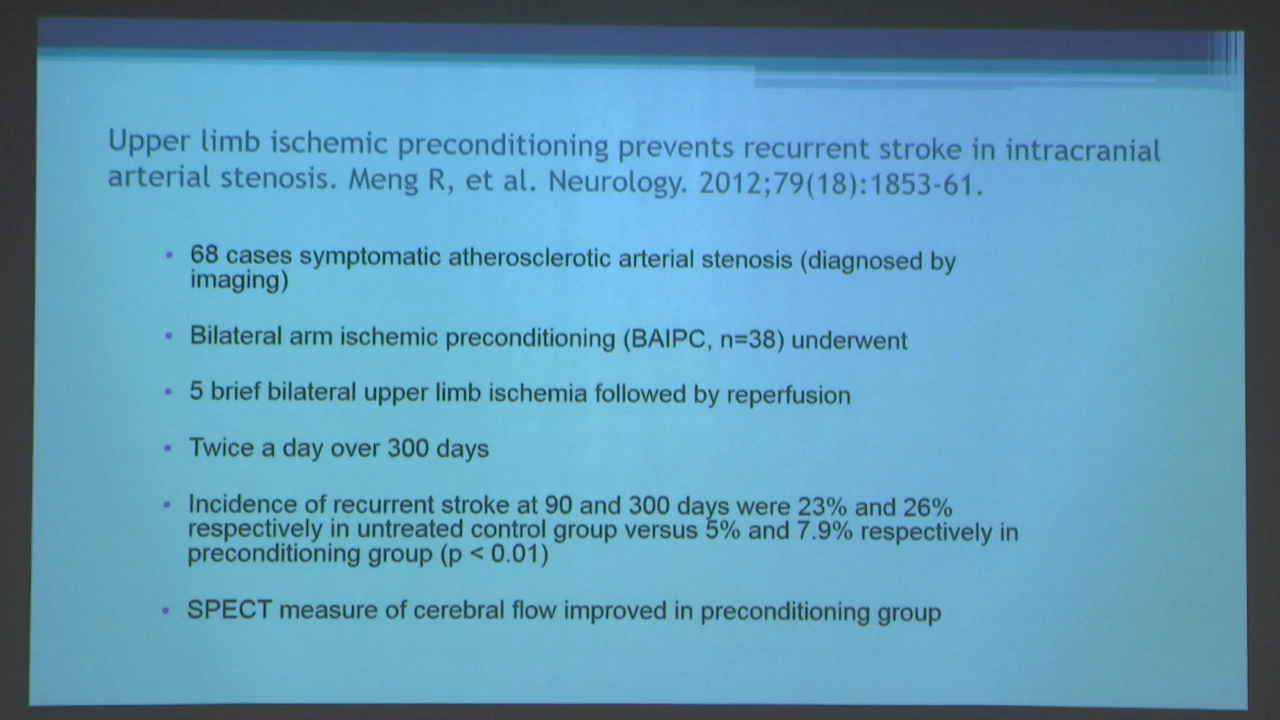 Upper limb ischemic preconditioning prevents recurrent stroke in intracranial
arterial stenosis. Meng R, et al. Neurology. 2012;79(18):1853-61.
• 68 cases symptomatic atherosclerotic arterial stenosis (diagnosed by
imaging)
• Bilateral arm ischemic preconditioning (BAIPC, n=38) underwent
• 5 brief bilateral upper limb ischemia followed by reperfusion
• Twice a day over 300 days
• Incidence of recurrent stroke at 90 and 300 days were 23% and 26%
respectively in untreated control group versus 5% and 7.9% respectively in
preconditioning group (p < 0.01)
• SPECT measure of cerebral flow improved in preconditioning group